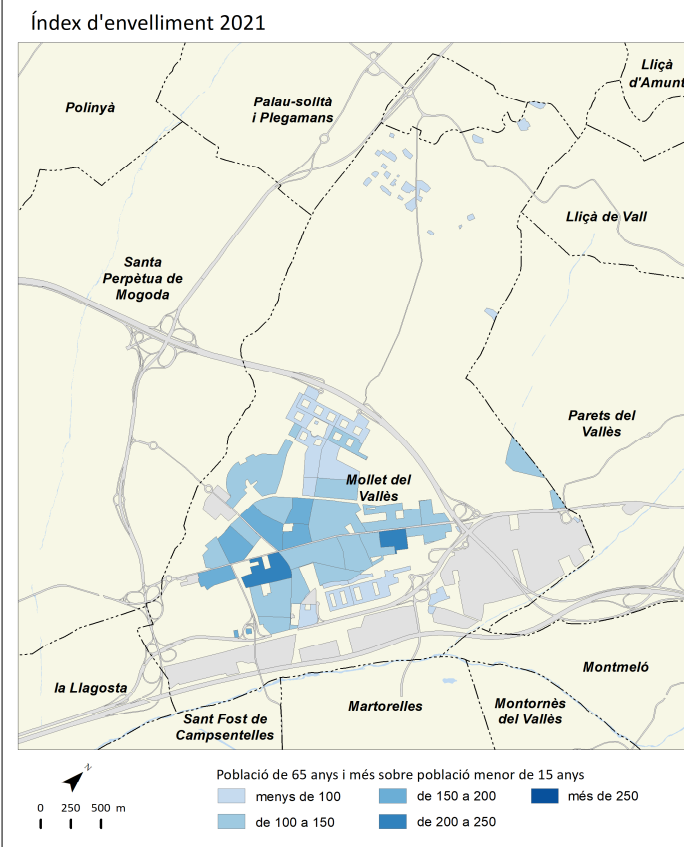 Índex d'envelliment 2021
Lliçà
d'Amunt
Polinyà
Palau-solità
i Plegamans
Lliçà de Vall
Santa
Perpètua de
Mogoda
Parets del
Vallès
Mollet del
Vallès
la Llagosta
Sant Fost de
Campsentelles
Martorelles
Montornès
del Vallès
Montmeló
N
0 250 500 m
Població de 65 anys i més sobre població menor de 15 anys
menys de 100
de 150 a 200
més de 250
de 100 a 150
de 200 a 250